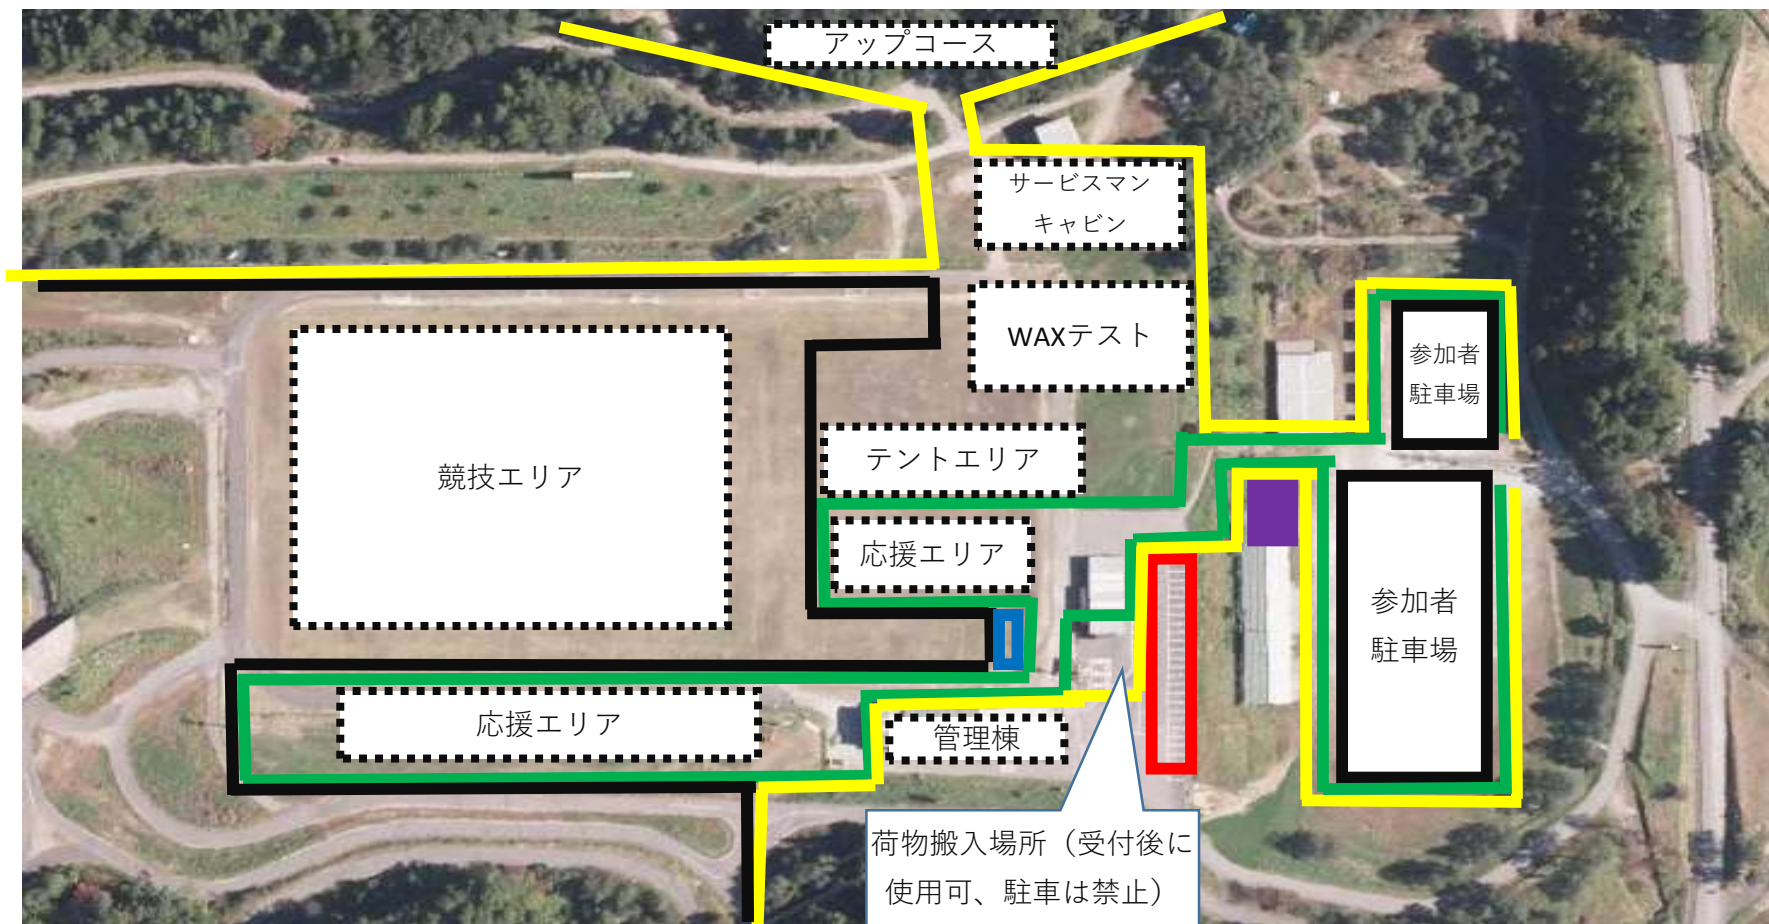 アップコース
サービスマン
キャビン
WAXテスト
参加者
駐車場
競技エリア
テントエリア
応援エリア
参加者
駐車場
応援エリア
管理棟
荷物搬入場所（受付後に
使用可、駐車は禁止）